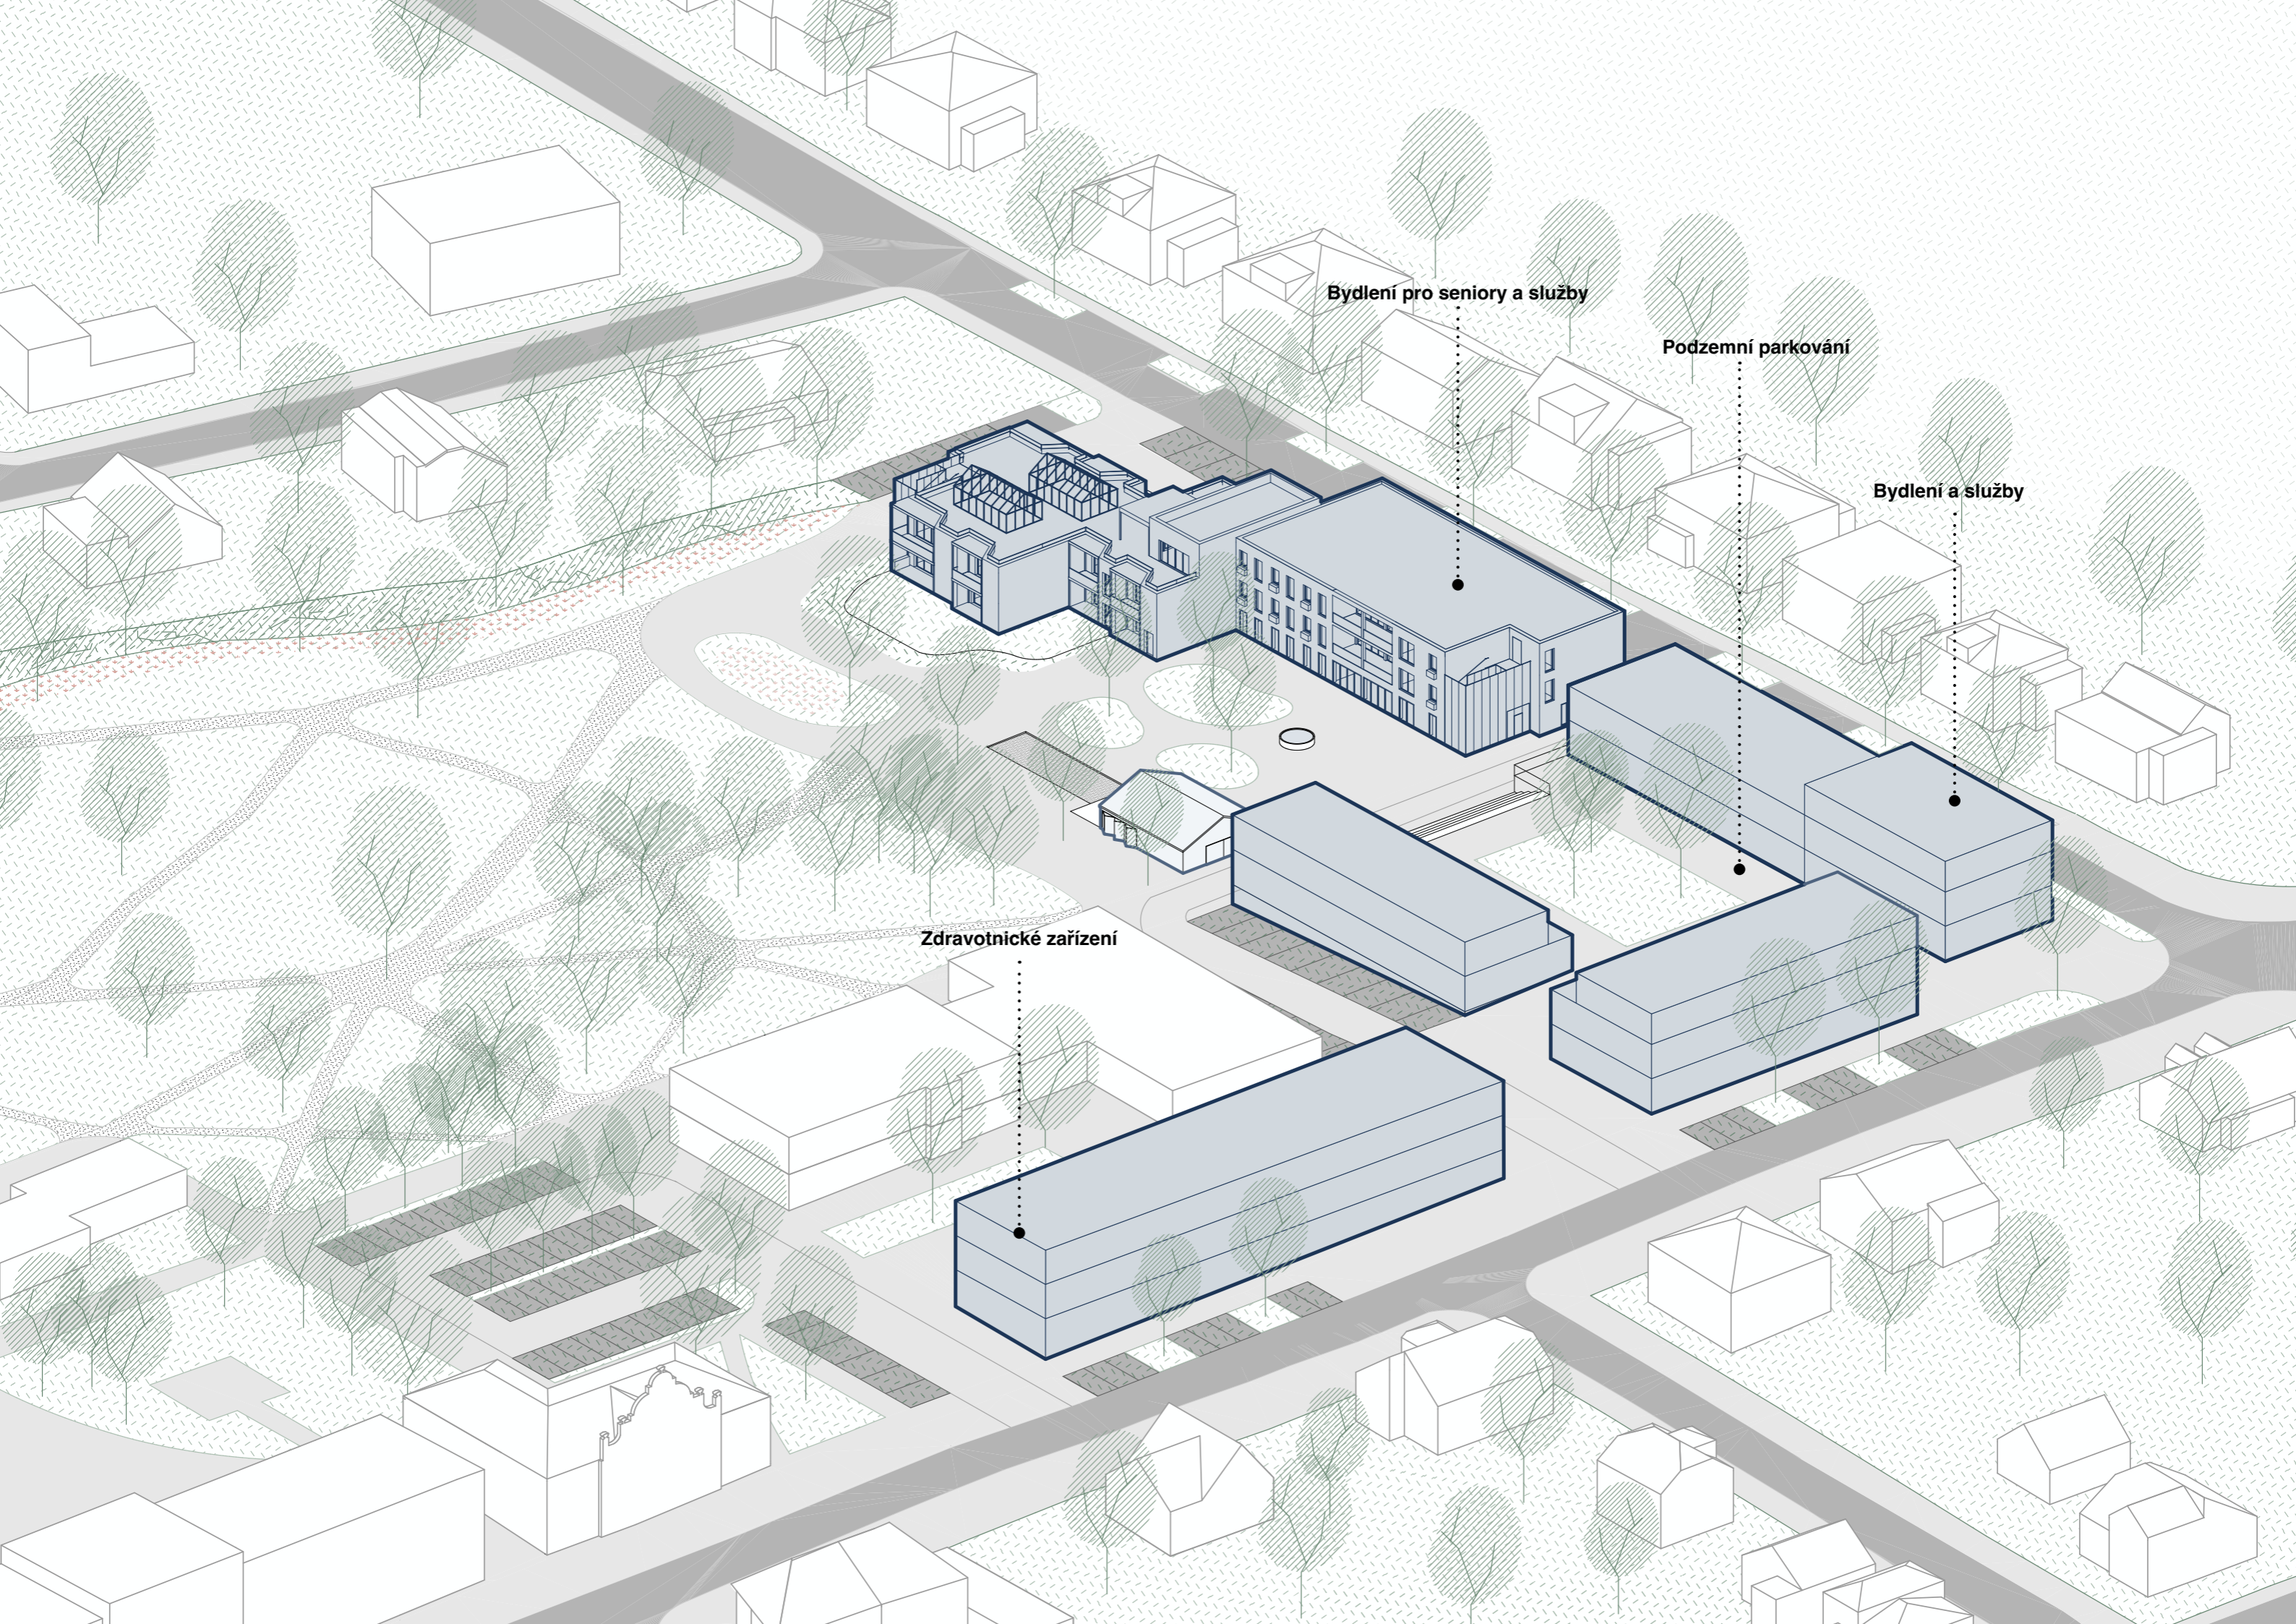 Bydlení pro seniory a služby
Podzemní parkování
Bydlení a služby
Zdravotnické zařízení